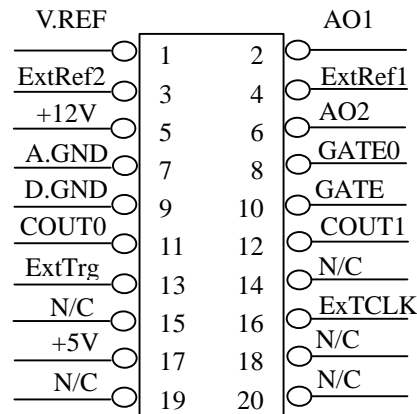 V.REF 1 2 AO1
ExtRef2 3 4 ExtRef1
+12V 5 6 AO2
A.GND 7 8 GATE0
D.GND 9 10 GATE
COUT0 11 12 COUT1
ExtTrg 13 14 N/C
N/C 15 16 ExTCLK
+5V 17 18 N/C
N/C 19 20 N/C